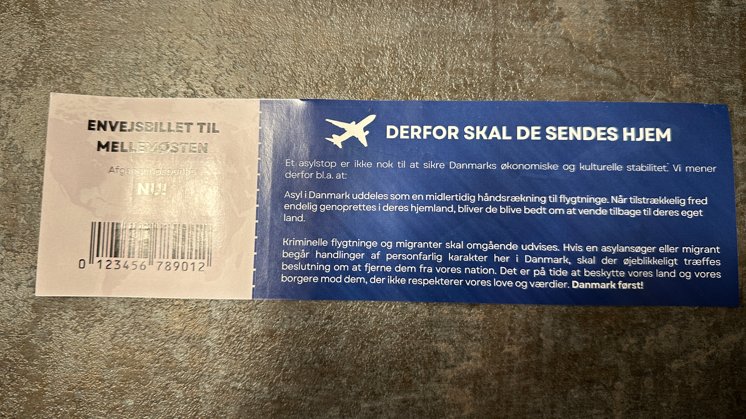 ENVEJSBILLET TIL
MELLEMØSTEN
NU!
0 123456 789012
DERFOR SKAL DE SENDES HJEM
Et asylstop er ikke nok til at sikre Danmarks økonomiske og kulturelle stabilitet. Vi mener
derfor bl.a. at:
Asyl i Danmark uddeles som en midlertidig håndsrækning til flygtninge. Når tilstrækkelig fred
endelig genoprettes i deres hjemland, bliver de blive bedt om at vende tilbage til deres eget
land.
Kriminelle flygtninge og migranter skal omgående udvises. Hvis en asylansøger eller migrant
begår handlinger af personfarlig karakter her i Danmark, skal der øjeblikkeligt træffes
beslutning om at fjerne dem fra vores nation. Det er på tide at beskytte vores land og vores
borgere mod dem, der ikke respekterer vores love og værdier. Danmark først!